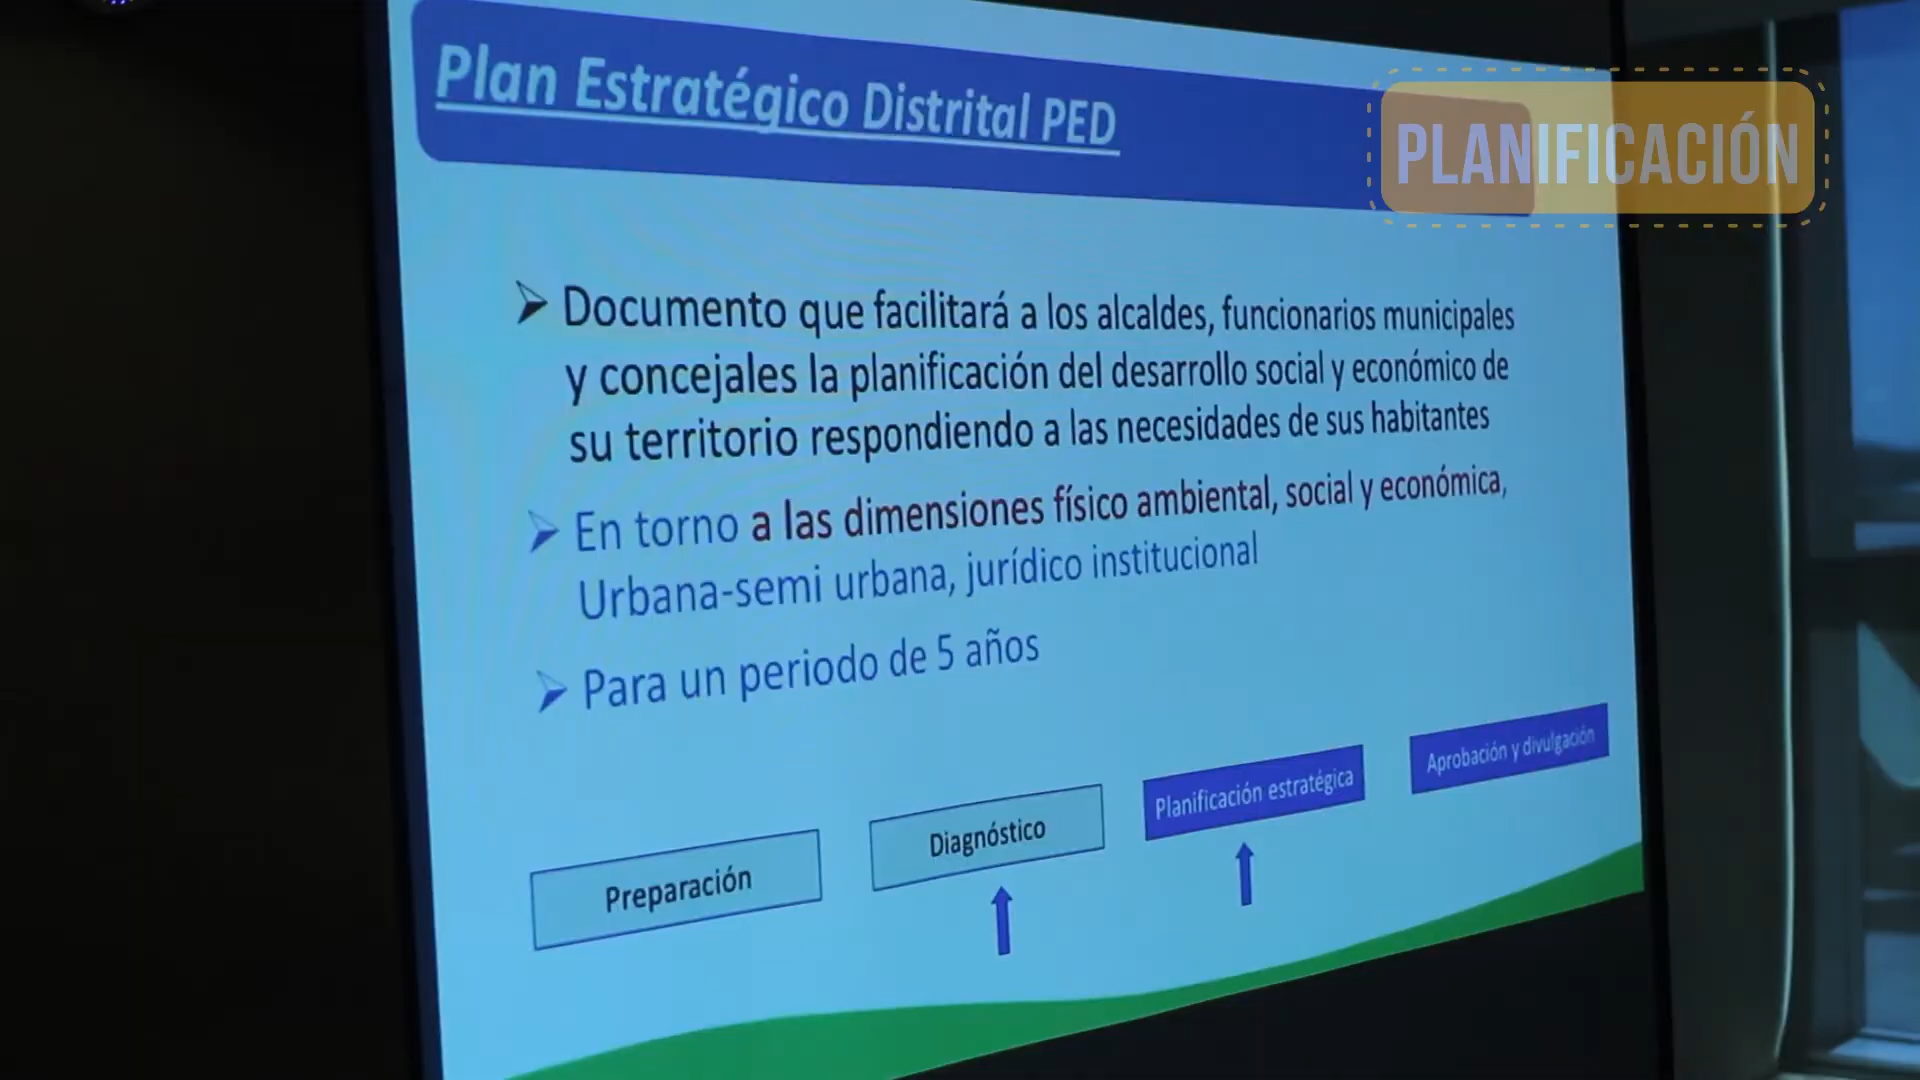 Plan Estratégico Distrital PED
PLANIFICACIÓN
Documento que facilitará a los alcaldes, funcionarios municipales
y concejales la planificación del desarrollo social y económico de
su territorio respondiendo a las necesidades de sus habitantes
En torno a las dimensiones físico ambiental, social y económica,
Urbana-semi urbana, jurídico institucional
Para un periodo de 5 años
Preparación
Diagnóstico
Planificación estratégica
Aprobación y divulgación